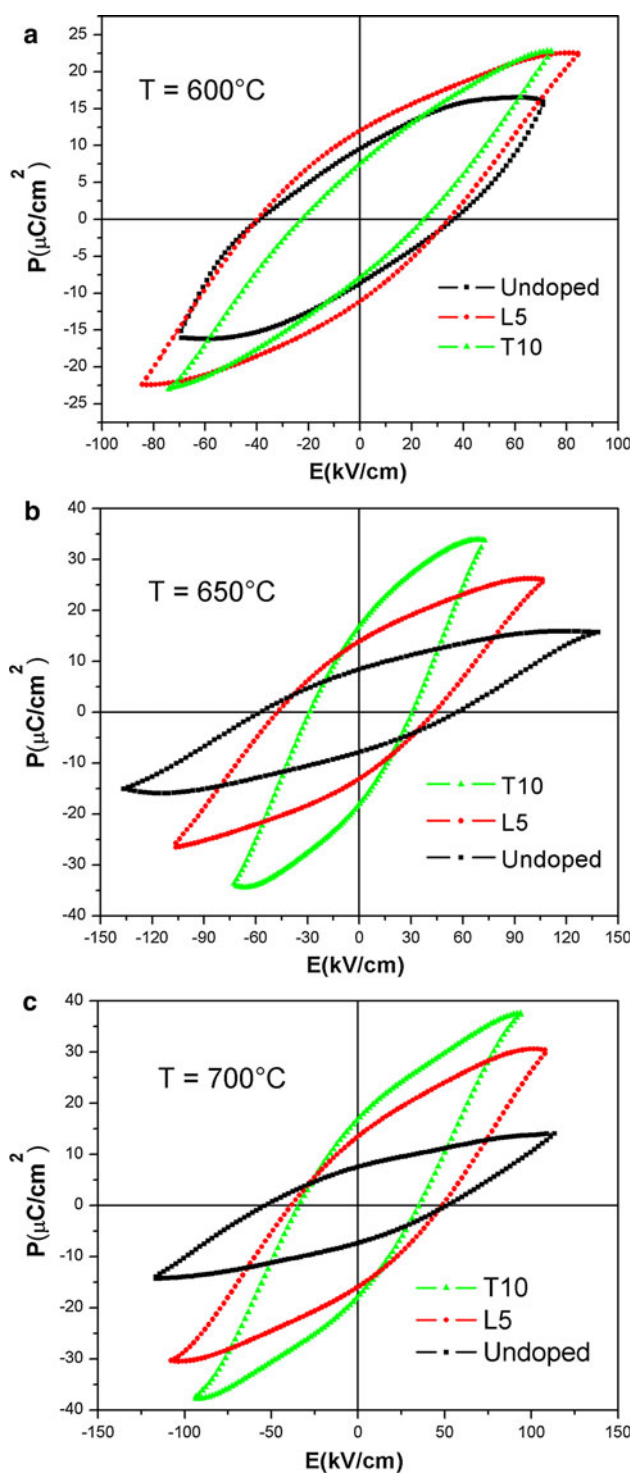 a
T = 600°C
P(μC/cm²)
25
20
15
10
5
0
-5
-10
-15
-20
-25
Undoped
L5
T10
-100 -80 -60 -40 -20 0 20 40 60 80 100
E(kV/cm)
b
T = 650°C
P(μC/cm²)
40
30
20
10
0
-10
-20
-30
-40
T10
L5
Undoped
-150 -120 -90 -60 -30 0 30 60 90 120 150
E(kV/cm)
c
T = 700°C
P(μC/cm²)
40
30
20
10
0
-10
-20
-30
-40
T10
L5
Undoped
-150 -100 -50 0 50 100 150
E(kV/cm)